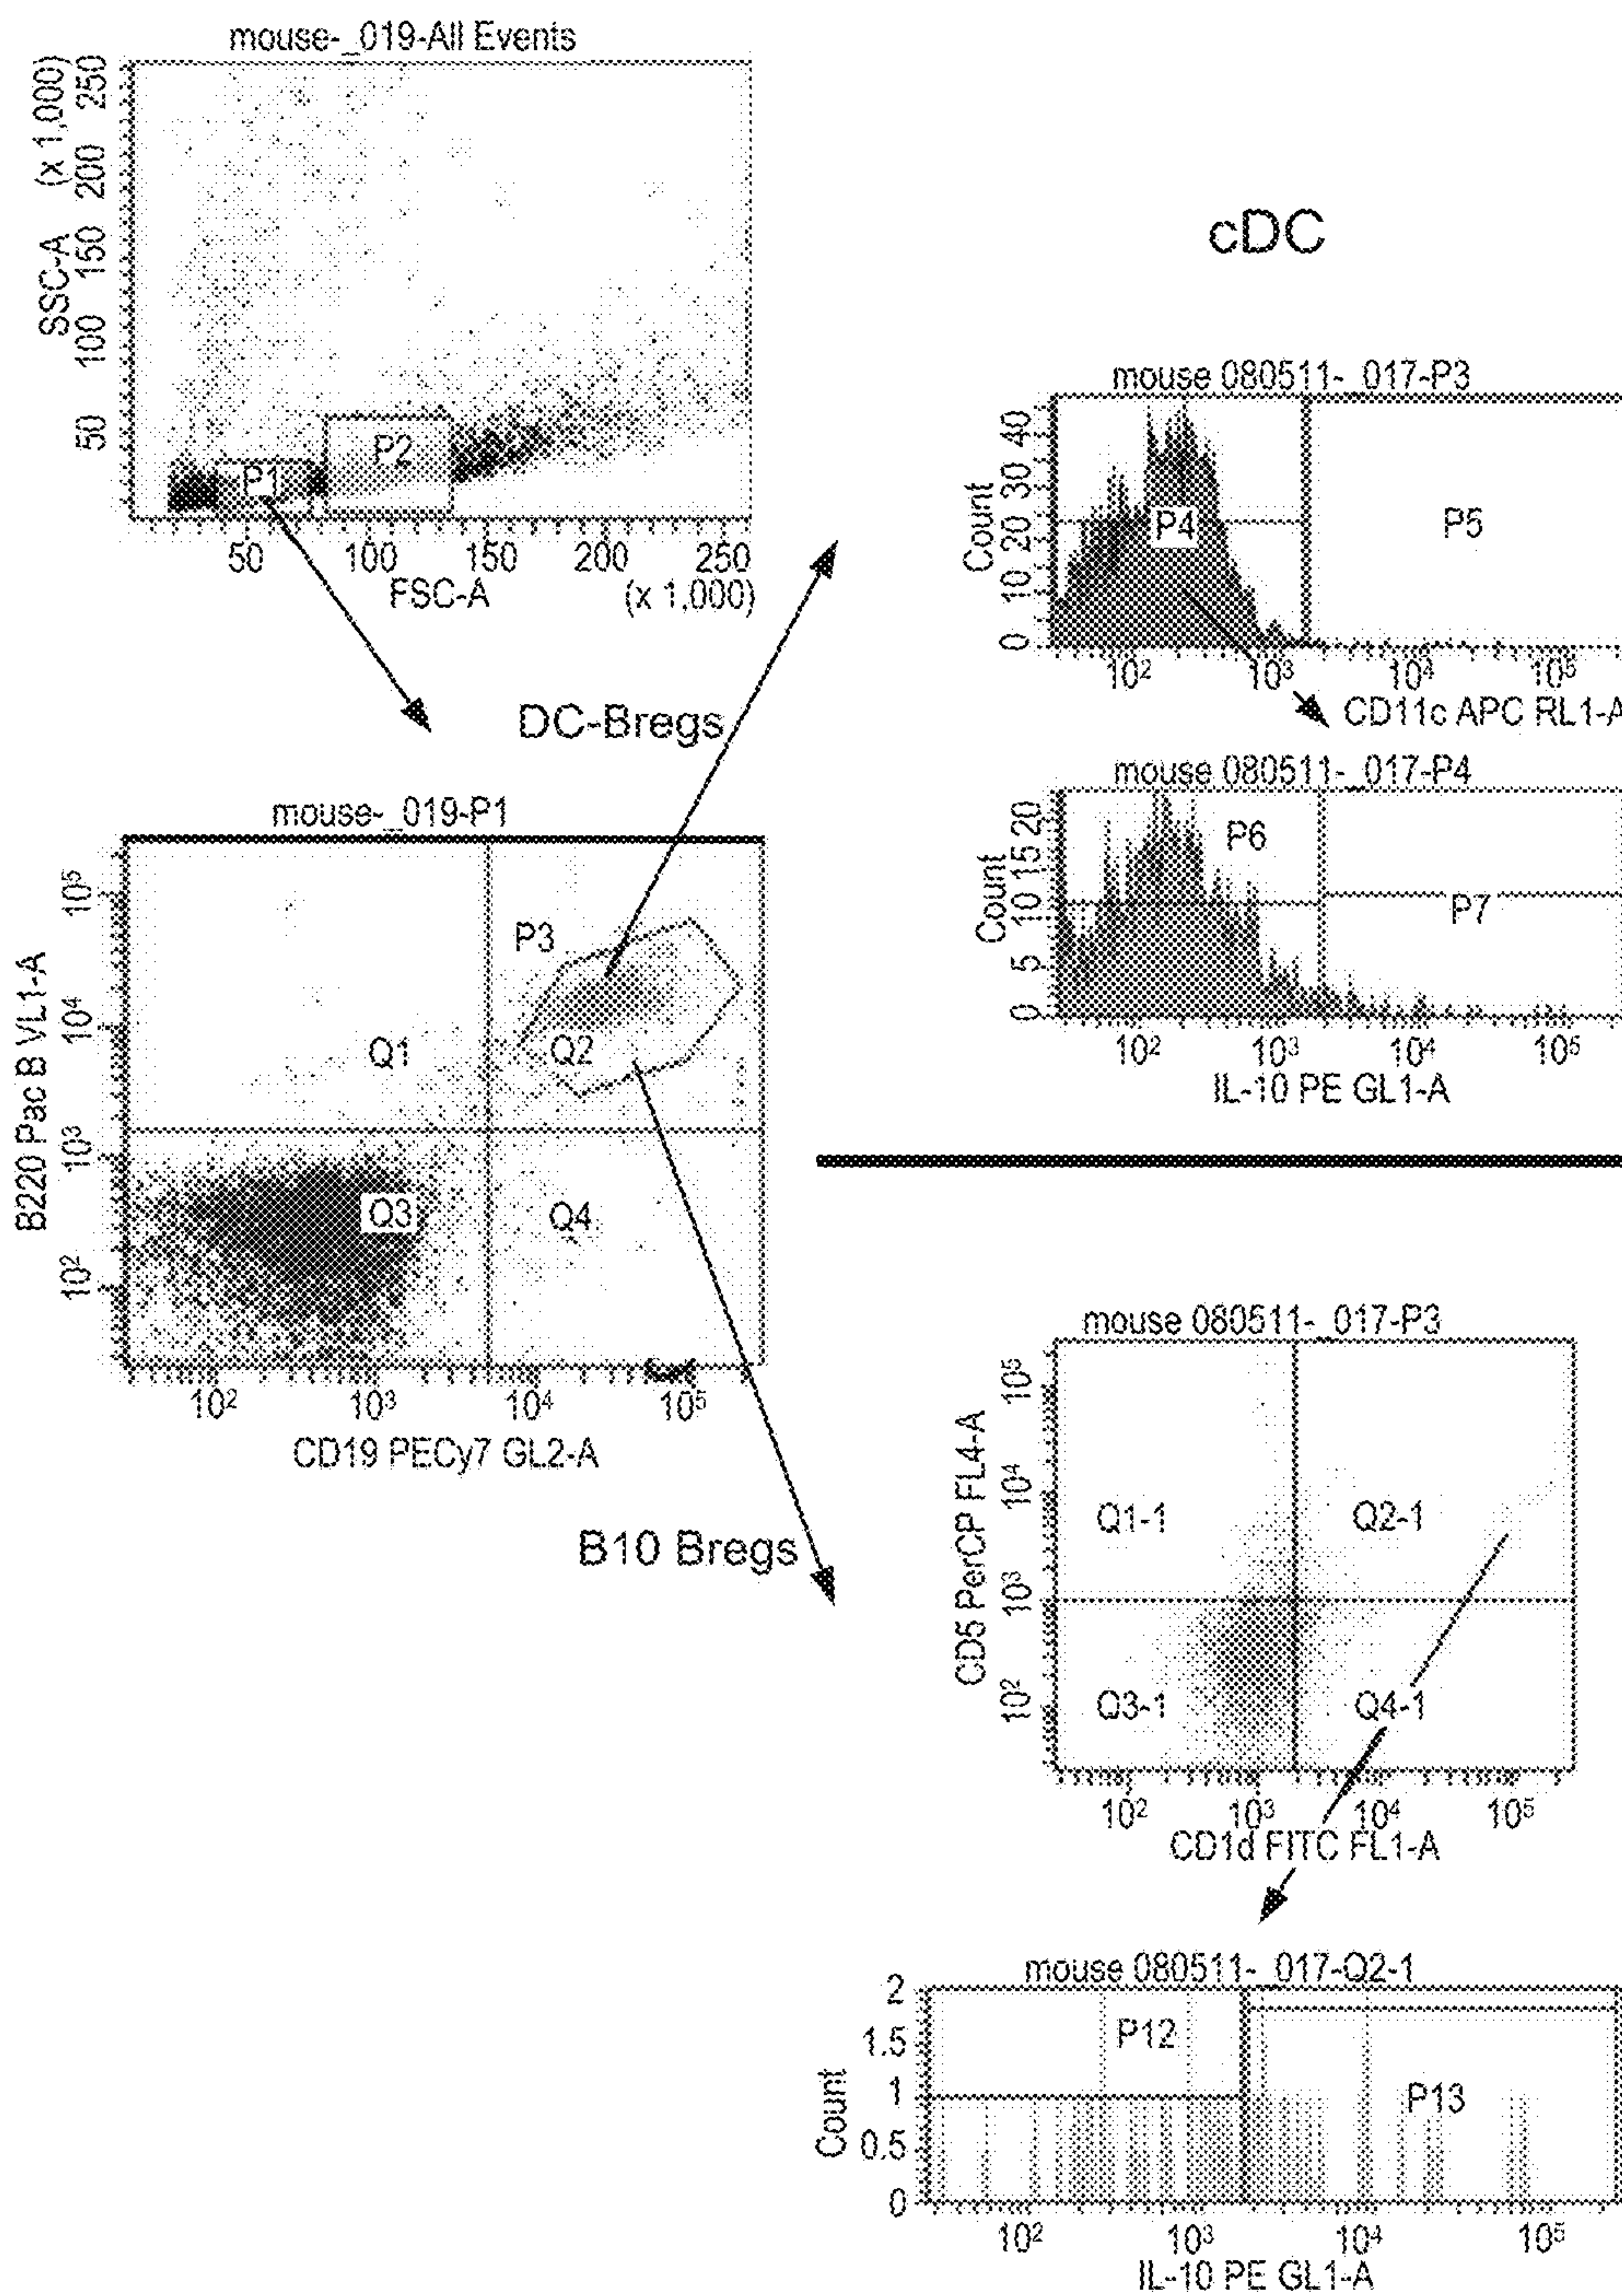 mouse-_019-All Events
SSC-A
(x 1,000)
50 100 150 200 250
P1
P2
50 100 150 200 250
FSC-A
(x 1,000)
cDC
mouse 080511-_017-P3
Count
0 10 20 30 40
P4
P5
10² 10³ 10⁴ 10⁵
CD11c APC RL1-A
DC-Bregs
mouse 080511-_017-P4
Count
0 5 10 15 20
P6
P7
10² 10³ 10⁴ 10⁵
IL-10 PE GL1-A
mouse-_019-P1
B220 Pac B VL1-A
10² 10³ 10⁴ 10⁵
P3
Q1
Q2
Q3
Q4
10² 10³ 10⁴ 10⁵
CD19 PECy7 GL2-A
B10 Bregs
mouse 080511-_017-P3
CD5 PerCP FL4-A
10² 10³ 10⁴ 10⁵
Q1-1
Q2-1
Q3-1
Q4-1
10² 10³ 10⁴ 10⁵
CD1d FITC FL1-A
mouse 080511-_017-Q2-1
Count
0 0.5 1 1.5 2
P12
P13
10² 10³ 10⁴ 10⁵
IL-10 PE GL1-A